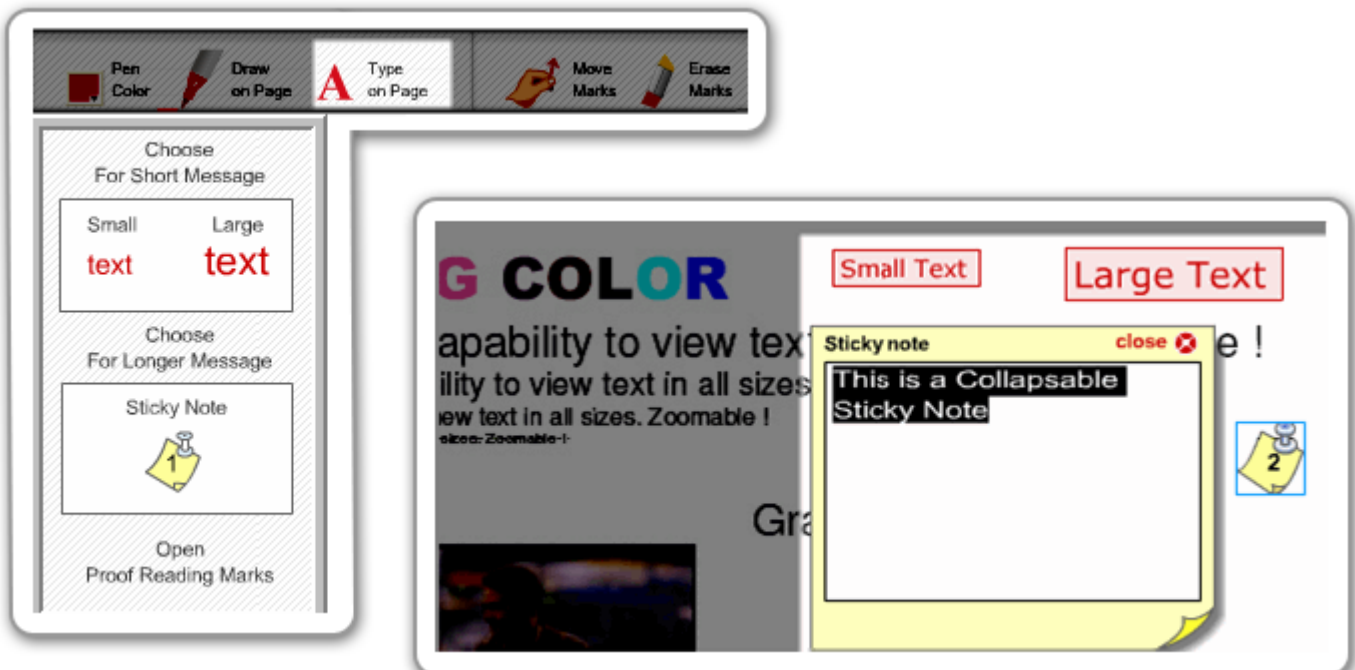 Pen Color
Draw on Page
A
Type on Page
Move Marks
Erase Marks
Choose
For Short Message
Small Large
text text
Choose
For Longer Message
Sticky Note
1
Open
Proof Reading Marks
G COLOR
Small Text
Large Text
apability to view tex
e !
ility to view text in all sizes
ew text in all sizes. Zoomable !
sizes. Zoomable !
Sticky note
close
This is a Collapsable
Sticky Note
2
Gra